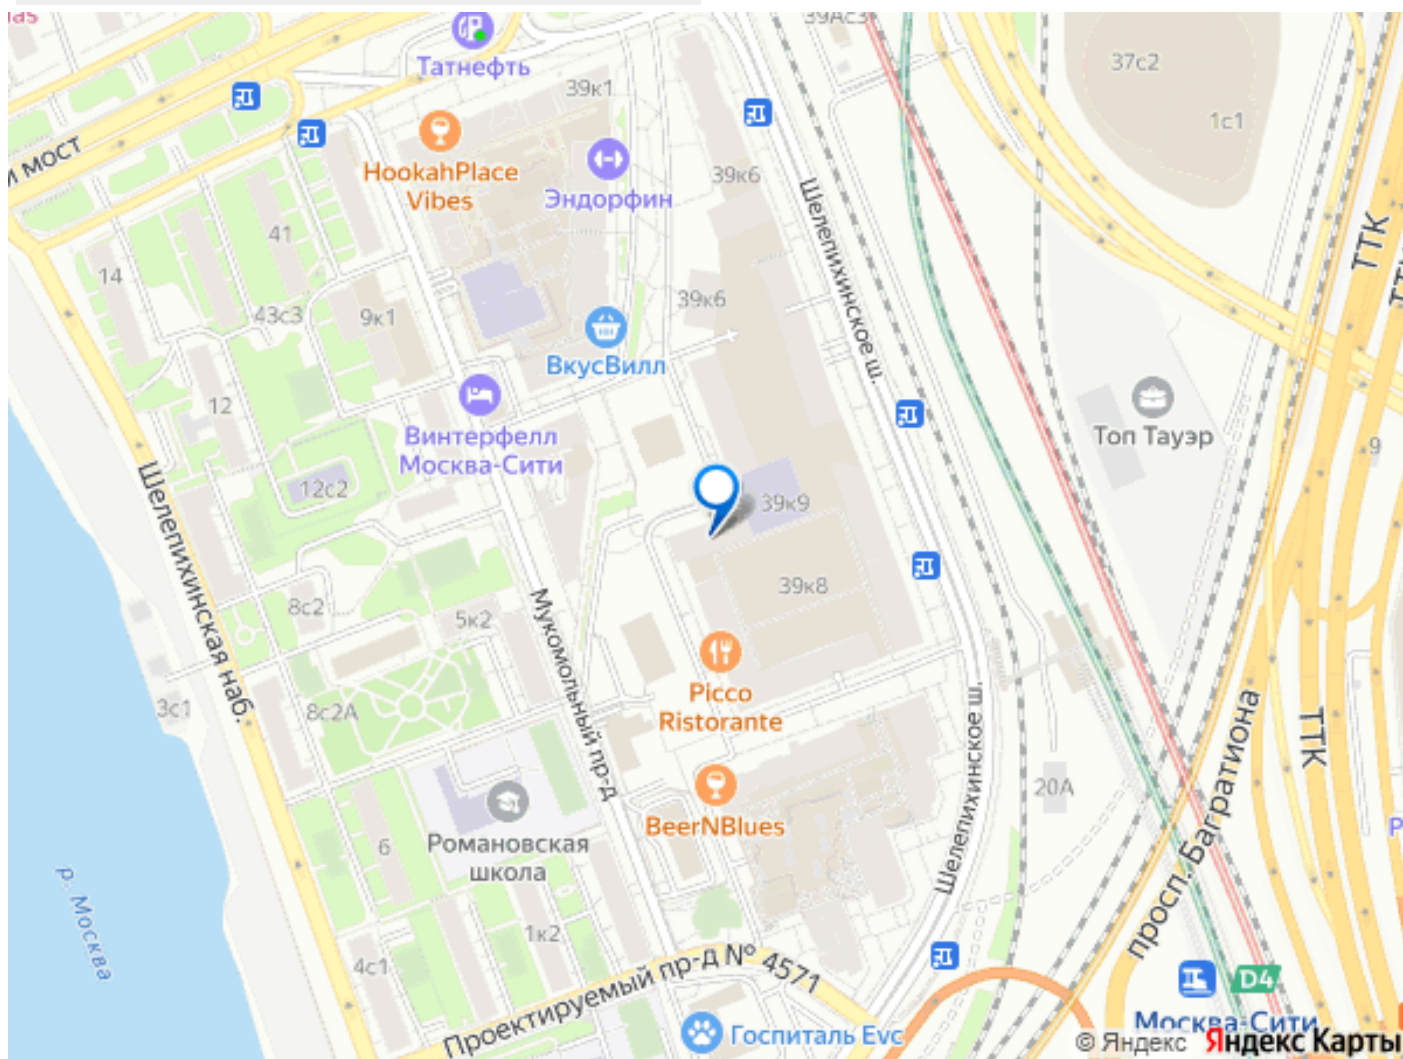 39Ас3
Татнефть
37с2
39к1
1с1
HookahPlace
Vibes
Эндорфин
39к6
и мост
Шелепихинское ш.
ТТК
41
14
39к6
43с3
9к1
ВкусВилл
12
Винтерфелл
Москва-Сити
Топ Тауэр
9
12с2
39к9
Шелепихинская наб.
39к8
8с2
5к2
Мукомольный пр-д
Picco
Ristorante
3с1
8с2А
Шелепихинское ш.
просп. Багратиона
ТТК
20А
BeerNBlues
6
Романовская
школа
р. Москва
1к2
4с1
Проектируемый пр-д № 4571
D4
Москва-Сити
Госпиталь Evc
© Яндекс Яндекс Карты